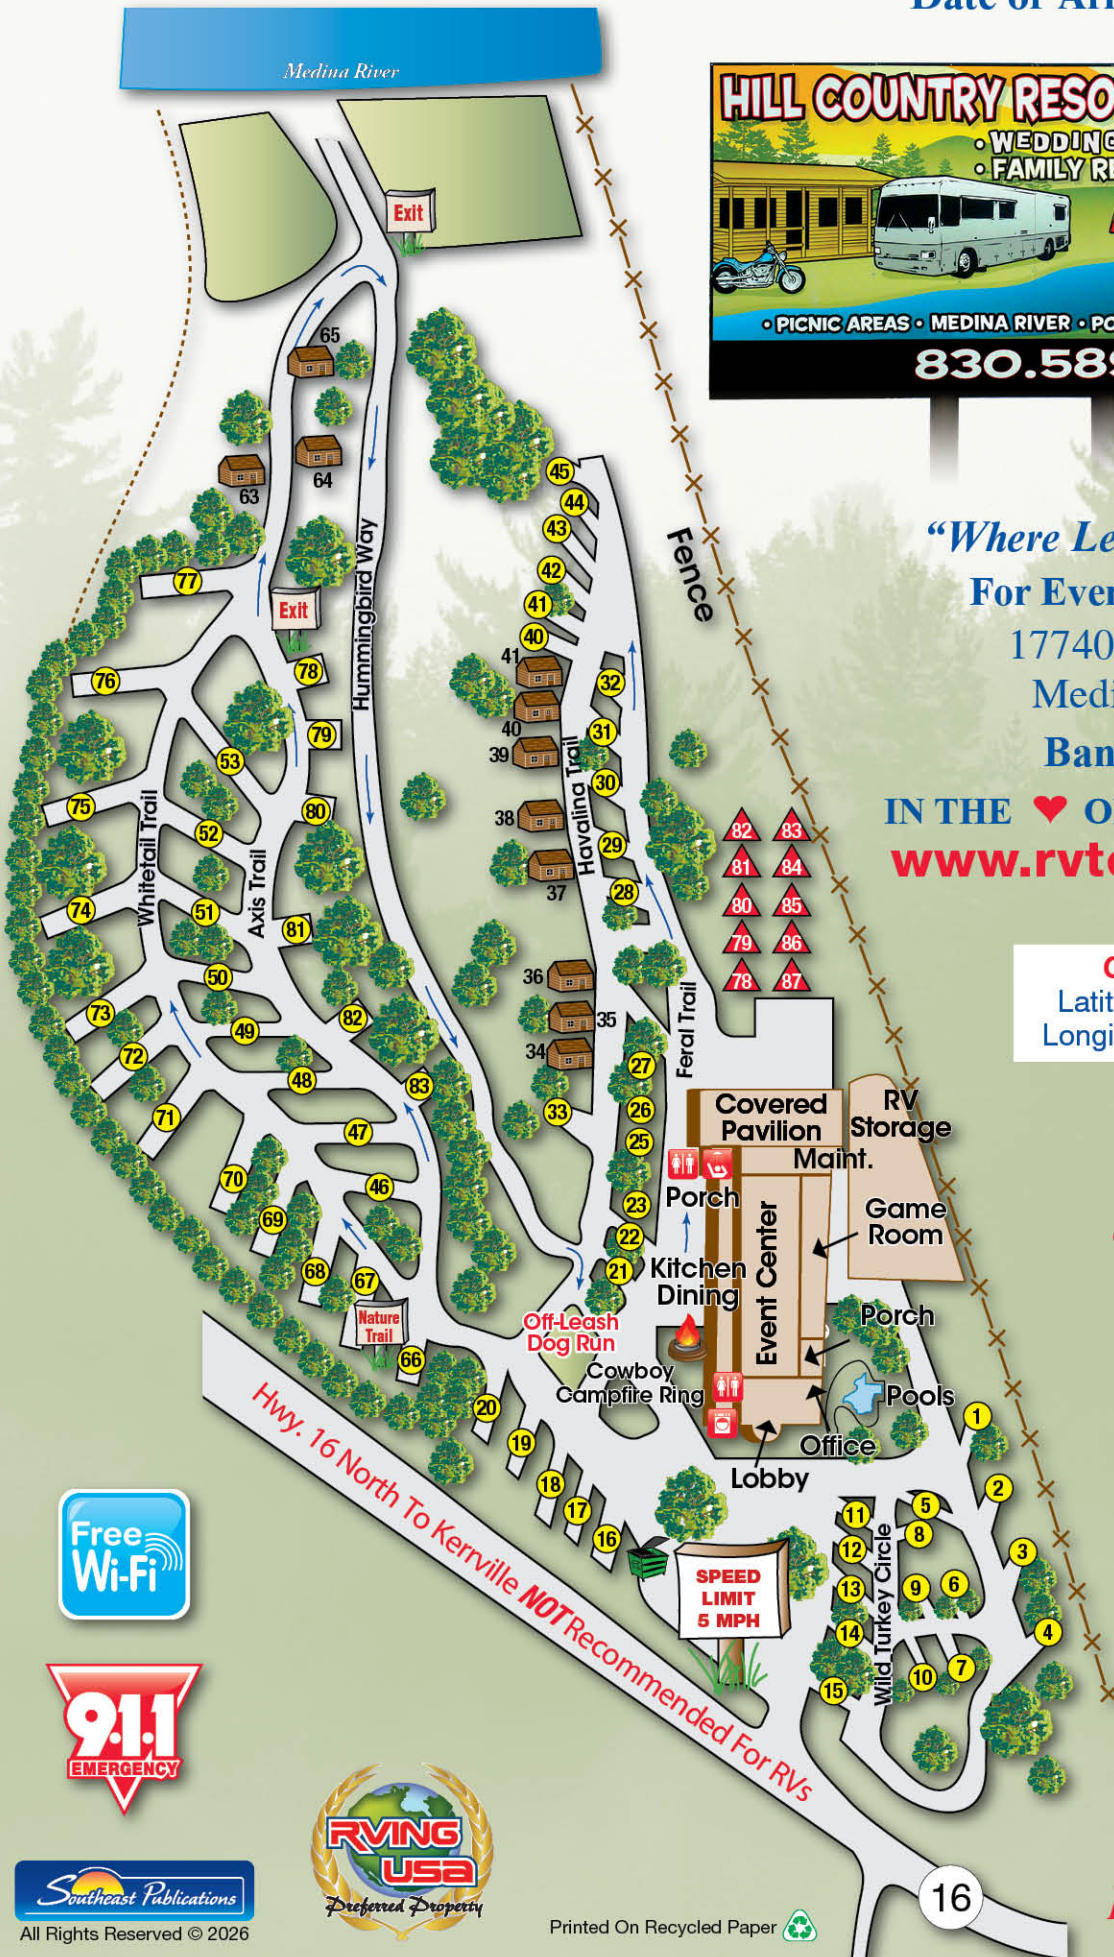 Medina River
HILL COUNTRY RESO
• WEDDING
• FAMILY RE
• PICNIC AREAS • MEDINA RIVER • PO
830.589
Exit
65
64
63
77
Exit
76
78
79
53
75
80
52
74
51
81
50
73
49
82
72
48
83
71
47
70
46
69
68
67
66
Nature
Trail
Hummingbird Way
Whitetail Trail
Axis Trail
Havalina Trail
Feral Trail
Fence
45
44
43
42
41
40
41
40
39
38
37
36
35
34
33
32
31
30
29
28
27
26
25
23
22
21
82 83
81 84
80 85
79 86
78 87
“Where Le
For Even
17740
Medi
Ban
IN THE ♥ O
www.rvto
Latit
Longi
Covered
Pavilion
RV
Storage
Maint.
Porch
Game
Room
Event Center
Kitchen
Dining
Porch
Off-Leash
Dog Run
Cowboy
Campfire Ring
Pools
Office
Lobby
20
19
18
17
16
1
2
3
4
5
8
9
6
10
7
11
12
13
14
15
Wild Turkey Circle
SPEED
LIMIT
5 MPH
Hwy. 16 North To Kerrville NOT Recommended For RVs
16
Free
Wi-Fi
9·1·1
EMERGENCY
RVING
USA
Preferred Property
Southeast Publications
All Rights Reserved © 2026
Printed On Recycled Paper